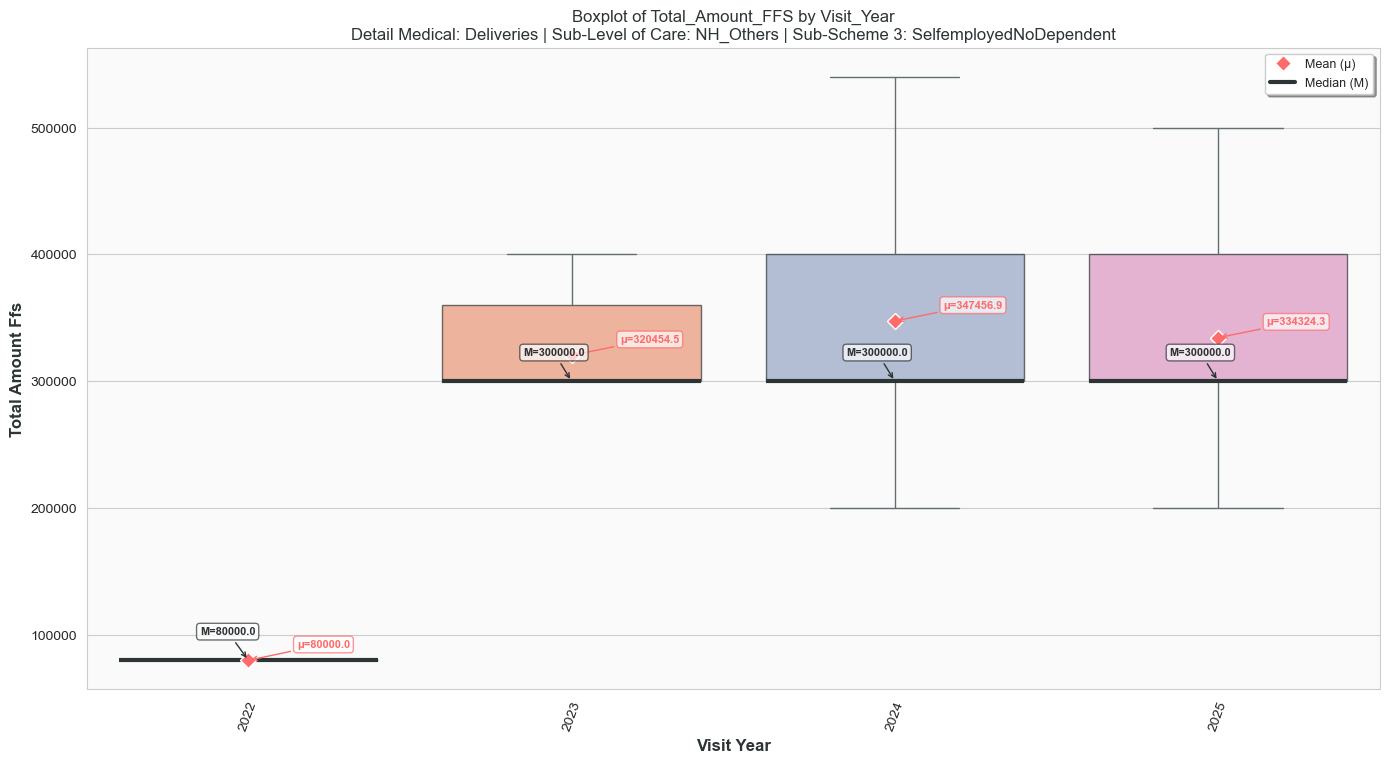 Boxplot of Total_Amount_FFS by Visit_Year
Detail Medical: Deliveries | Sub-Level of Care: NH_Others | Sub-Scheme 3: SelfemployedNoDependent
Mean (μ)
Median (M)
Total Amount Ffs
500000
400000
300000
200000
100000
M=80000.0
μ=80000.0
M=300000.0
μ=320454.5
M=300000.0
μ=347456.9
M=300000.0
μ=334324.3
2022
2023
2024
2025
Visit Year